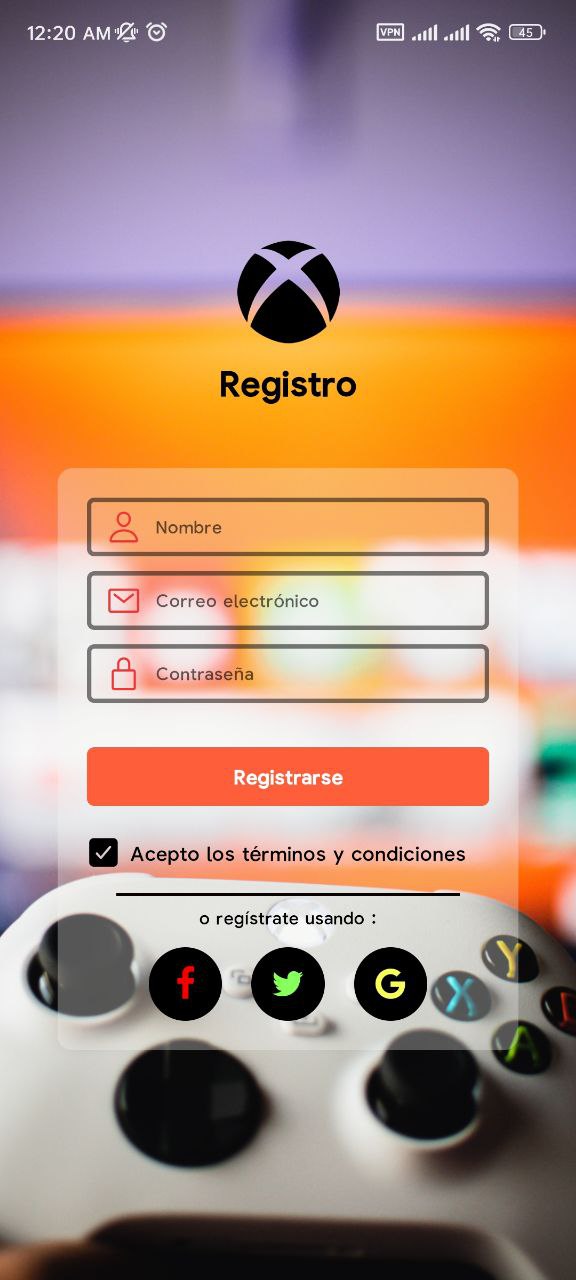 12:20 AM
VPN
45
Registro
Nombre
Correo electrónico
Contraseña
Registrarse
Acepto los términos y condiciones
o regístrate usando :
f
G
Y
X
A